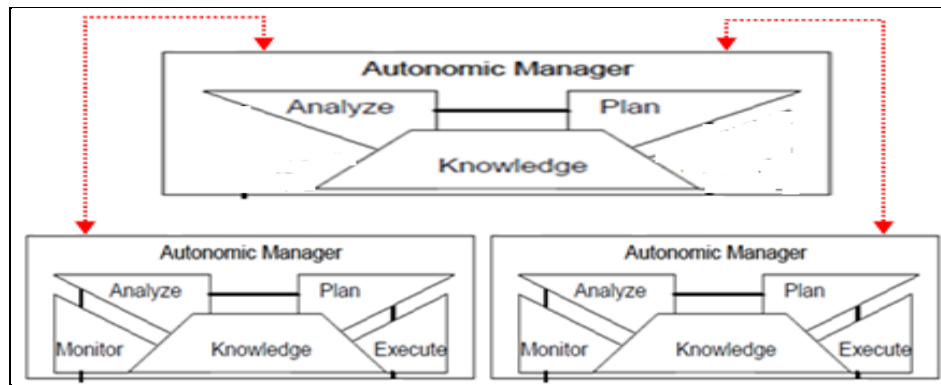 Autonomic Manager
Analyze Plan
Knowledge
Autonomic Manager
Analyze Plan
Monitor Knowledge Execute
Autonomic Manager
Analyze Plan
Monitor Knowledge Execute